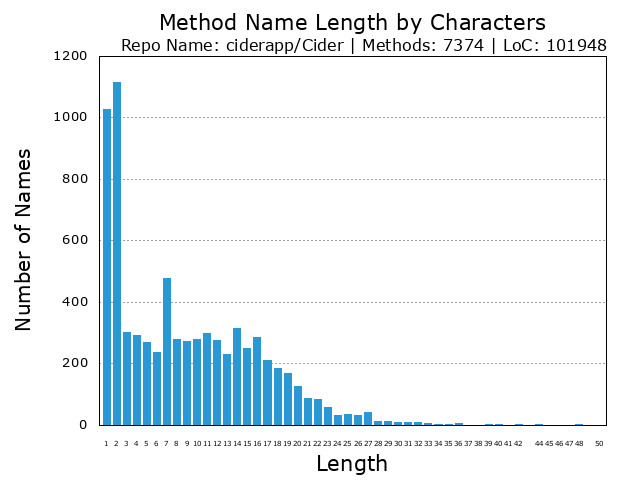 Method Name Length by Characters
Repo Name: ciderapp/Cider | Methods: 7374 | LoC: 101948
1200
1000
800
600
400
200
0
Number of Names
1 2 3 4 5 6 7 8 9 10 11 12 13 14 15 16 17 18 19 20 21 22 23 24 25 26 27 28 29 30 31 32 33 34 35 36 37 38 39 40 41 42 44 45 46 47 48 50
Length